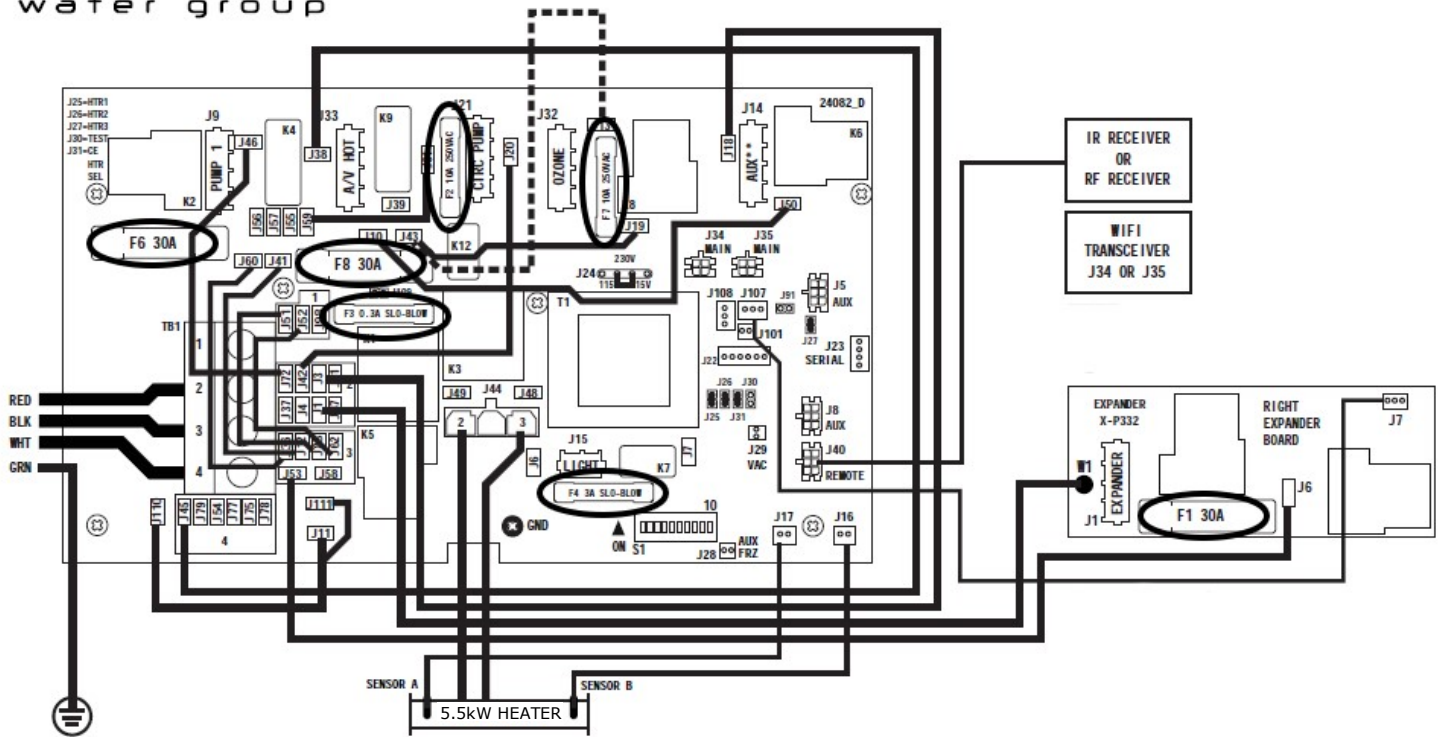 water group
J25=HTR1
J26=HTR2
J27=HTR3
J30=TEST
J31=CE
HTR
SEL
J9
PUMP 1
J46
K2
K4
J38
J33
A/V HOT
K9
J39
J21
F2 10A 250VAC
CIRC PUMP
J20
J32
OZONE
F7 10A 250VAC
J19
J18
J14
AUX**
24082_D
K6
J50
J56
J57
J55
J59
J10
J43
K12
F6 30A
F8 30A
F3 0.3A SLO-BLOW
J60
J41
230V
J24
T1
J34
MAIN
J35
MAIN
J5
AUX
J108
J107
J91
J101
J27
J22
J23
SERIAL
J26
J30
J25
J31
J8
AUX
J29
VAC
J40
REMOTE
TB1
1
2
3
4
J51
J52
1
J72
J42
J3
2
J37
J4
J1
3
J53
J58
K5
K3
J49
J44
J48
2
3
J6
J15
LIGHT
K7
J7
F4 3A SLO-BLOW
GND
ON
S1
10
J28
AUX
FRZ
J17
J16
J110
J45
J79
J54
J77
J75
J78
4
J111
J11
RED
BLK
WHT
GRN
SENSOR A
SENSOR B
5.5kW HEATER
IR RECEIVER
OR
RF RECEIVER
WIFI
TRANSCEIVER
J34 OR J35
EXPANDER
X-P332
RIGHT
EXPANDER
BOARD
J7
W1
J1
EXPANDER
F1 30A
J6